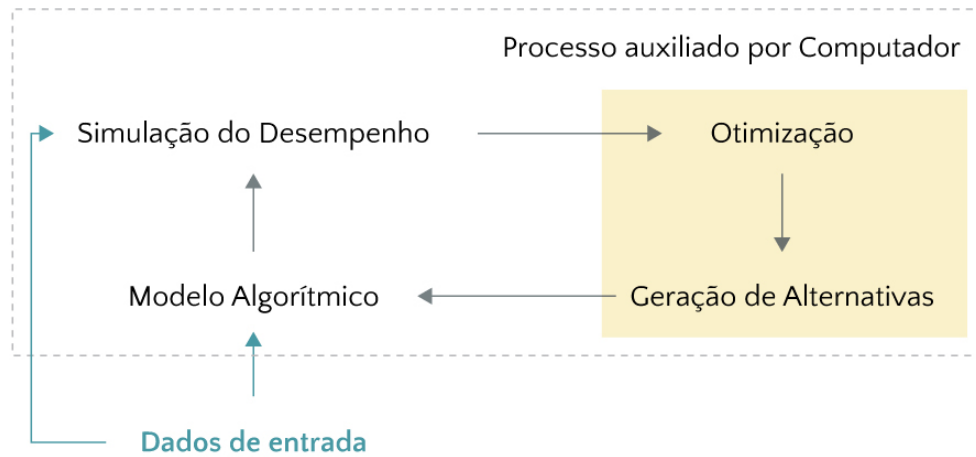 Processo auxiliado por Computador
Simulação do Desempenho
Otimização
Modelo Algorítmico
Geração de Alternativas
Dados de entrada